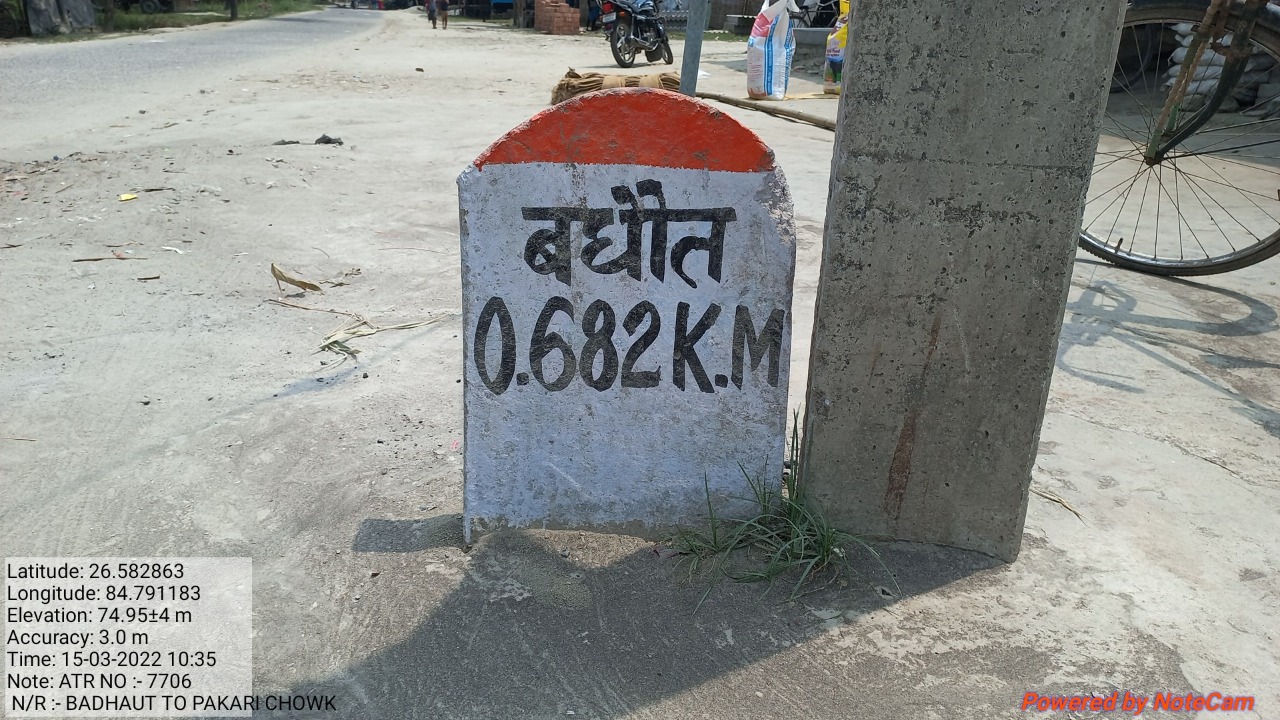 बधौत
0.682 K.M
Latitude: 26.582863
Longitude: 84.791183
Elevation: 74.95±4 m
Accuracy: 3.0 m
Time: 15-03-2022 10:35
Note: ATR NO :- 7706
N/R :- BADHAUT TO PAKARI CHOWK
Powered by NoteCam